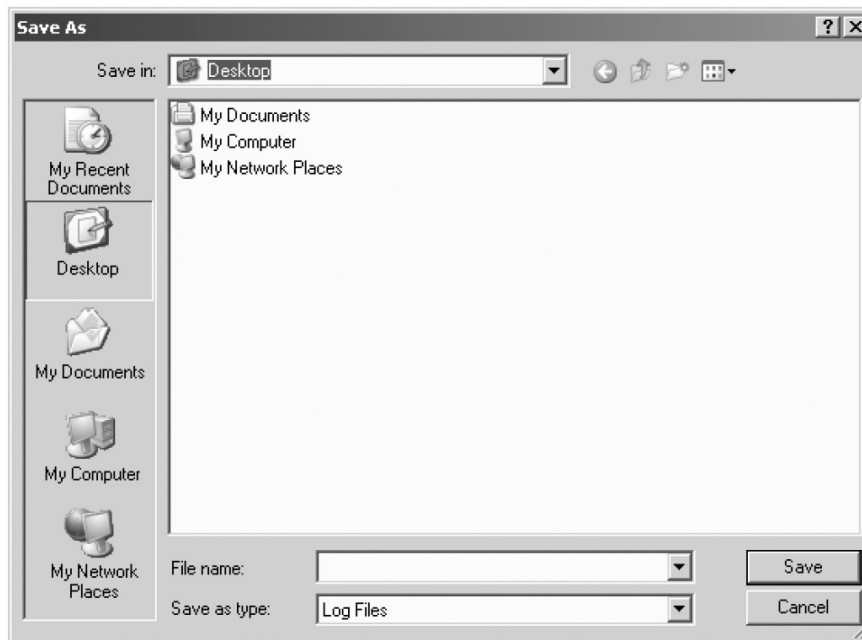 Save As
Save in:
Desktop
My Recent
Documents
Desktop
My Documents
My Computer
My Network
Places
My Documents
My Computer
My Network Places
File name:
Save
Save as type:
Log Files
Cancel